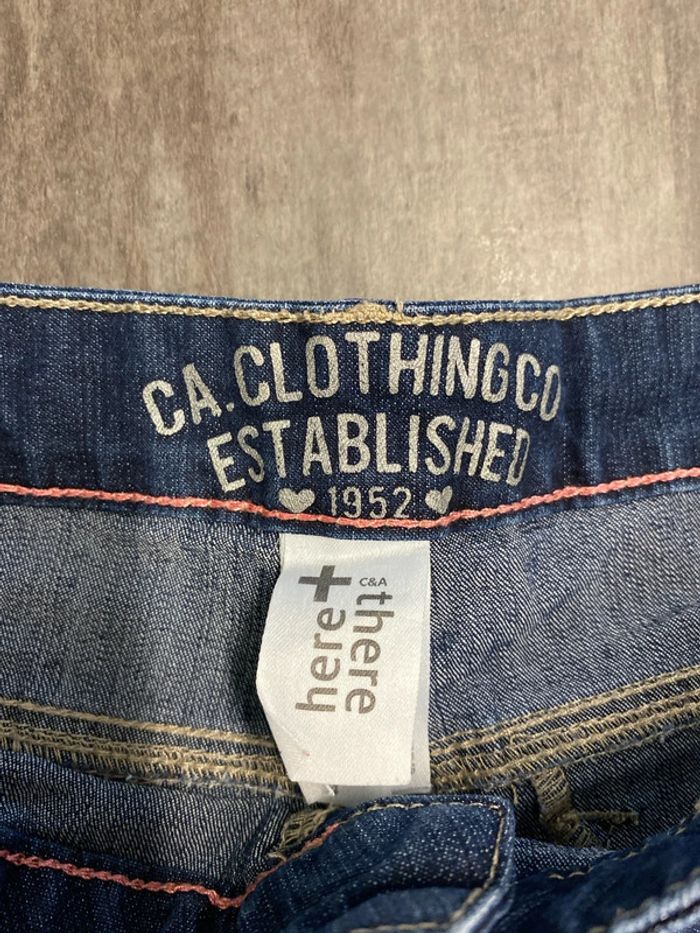 CA.CLOTHINGCO
ESTABLISHED
1952
C&A
here+there